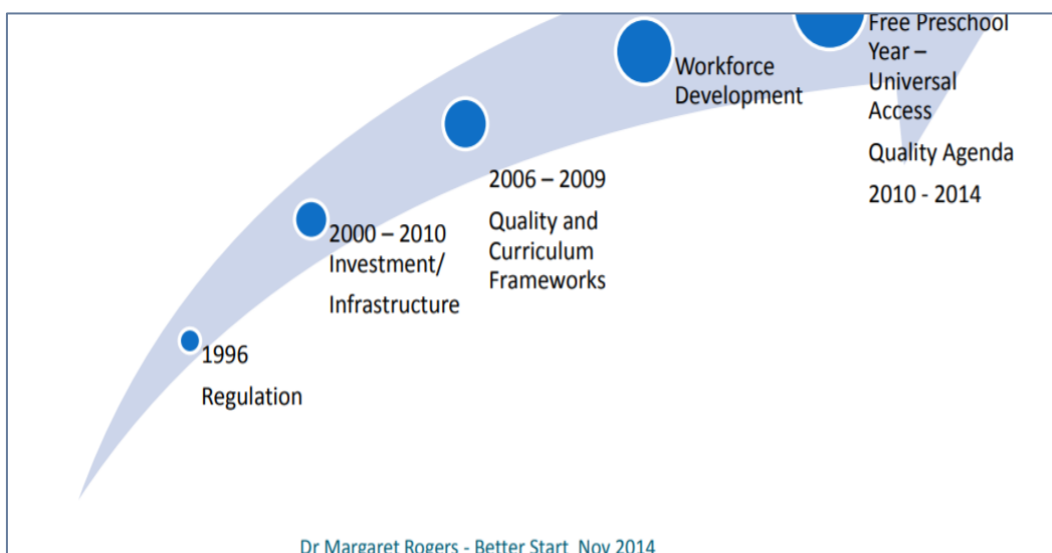 1996
Regulation
2000 – 2010
Investment/
Infrastructure
2006 – 2009
Quality and
Curriculum
Frameworks
Workforce
Development
Free Preschool
Year –
Universal
Access
Quality Agenda
2010 - 2014
Dr Margaret Rogers - Better Start Nov 2014